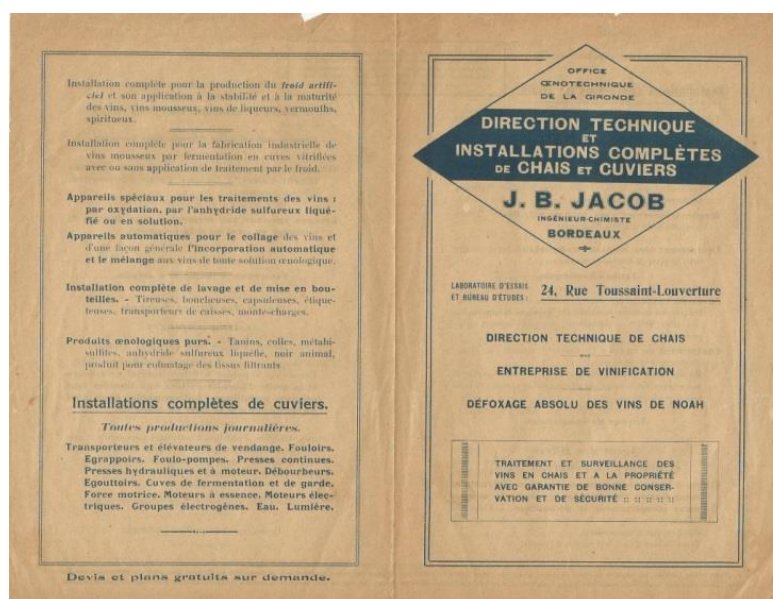 Installation complète pour la production du froid artifi-
ciel et son application à la stabilité et à la maturité
des vins, vins mousseux, vins de liqueurs, vermouths,
spiritueux.
Installation complète pour la fabrication industrielle de
vins mousseux par fermentation en cuves vitrifiées
avec ou sans application de traitement par le froid.
Appareils spéciaux pour les traitements des vins :
par oxydation, par l'anhydride sulfureux liqué-
fié ou en solution.
Appareils automatiques pour le collage des vins et
d'une façon générale l'incorporation automatique
et le mélange aux vins de toute solution œnologique.
Installation complète de lavage et de mise en bou-
teilles. - Tireuses, boucheuses, capsuleuses, étique-
teuses, transporteurs de caisses, monte-charges.
Produits œnologiques purs. - Tanins, colles, métabi-
sulfites, anhydride sulfureux liquéfié, noir animal,
produit pour colmatage des tissus filtrants.
Installations complètes de cuviers.
Toutes productions journalières.
Transporteurs et élévateurs de vendange. Fouloirs.
Egrappoirs. Foulo-pompes. Presses continues.
Presses hydrauliques et à moteur. Débourbeurs.
Egouttoirs. Cuves de fermentation et de garde.
Force motrice. Moteurs à essence. Moteurs élec-
triques. Groupes électrogènes. Eau. Lumière.
Devis et plans gratuits sur demande.
OFFICE
ŒNOTECHNIQUE
DE LA GIRONDE
DIRECTION TECHNIQUE
ET
INSTALLATIONS COMPLÈTES
DE CHAIS ET CUVIERS
J. B. JACOB
INGÉNIEUR-CHIMISTE
BORDEAUX
LABORATOIRE D'ESSAIS
ET BUREAU D'ÉTUDES :
24, Rue Toussaint-Louverture
DIRECTION TECHNIQUE DE CHAIS
ENTREPRISE DE VINIFICATION
DÉFOXAGE ABSOLU DES VINS DE NOAH
TRAITEMENT ET SURVEILLANCE DES
VINS EN CHAIS ET A LA PROPRIÉTÉ
AVEC GARANTIE DE BONNE CONSER-
VATION ET DE SÉCURITÉ :: :: :: :: ::